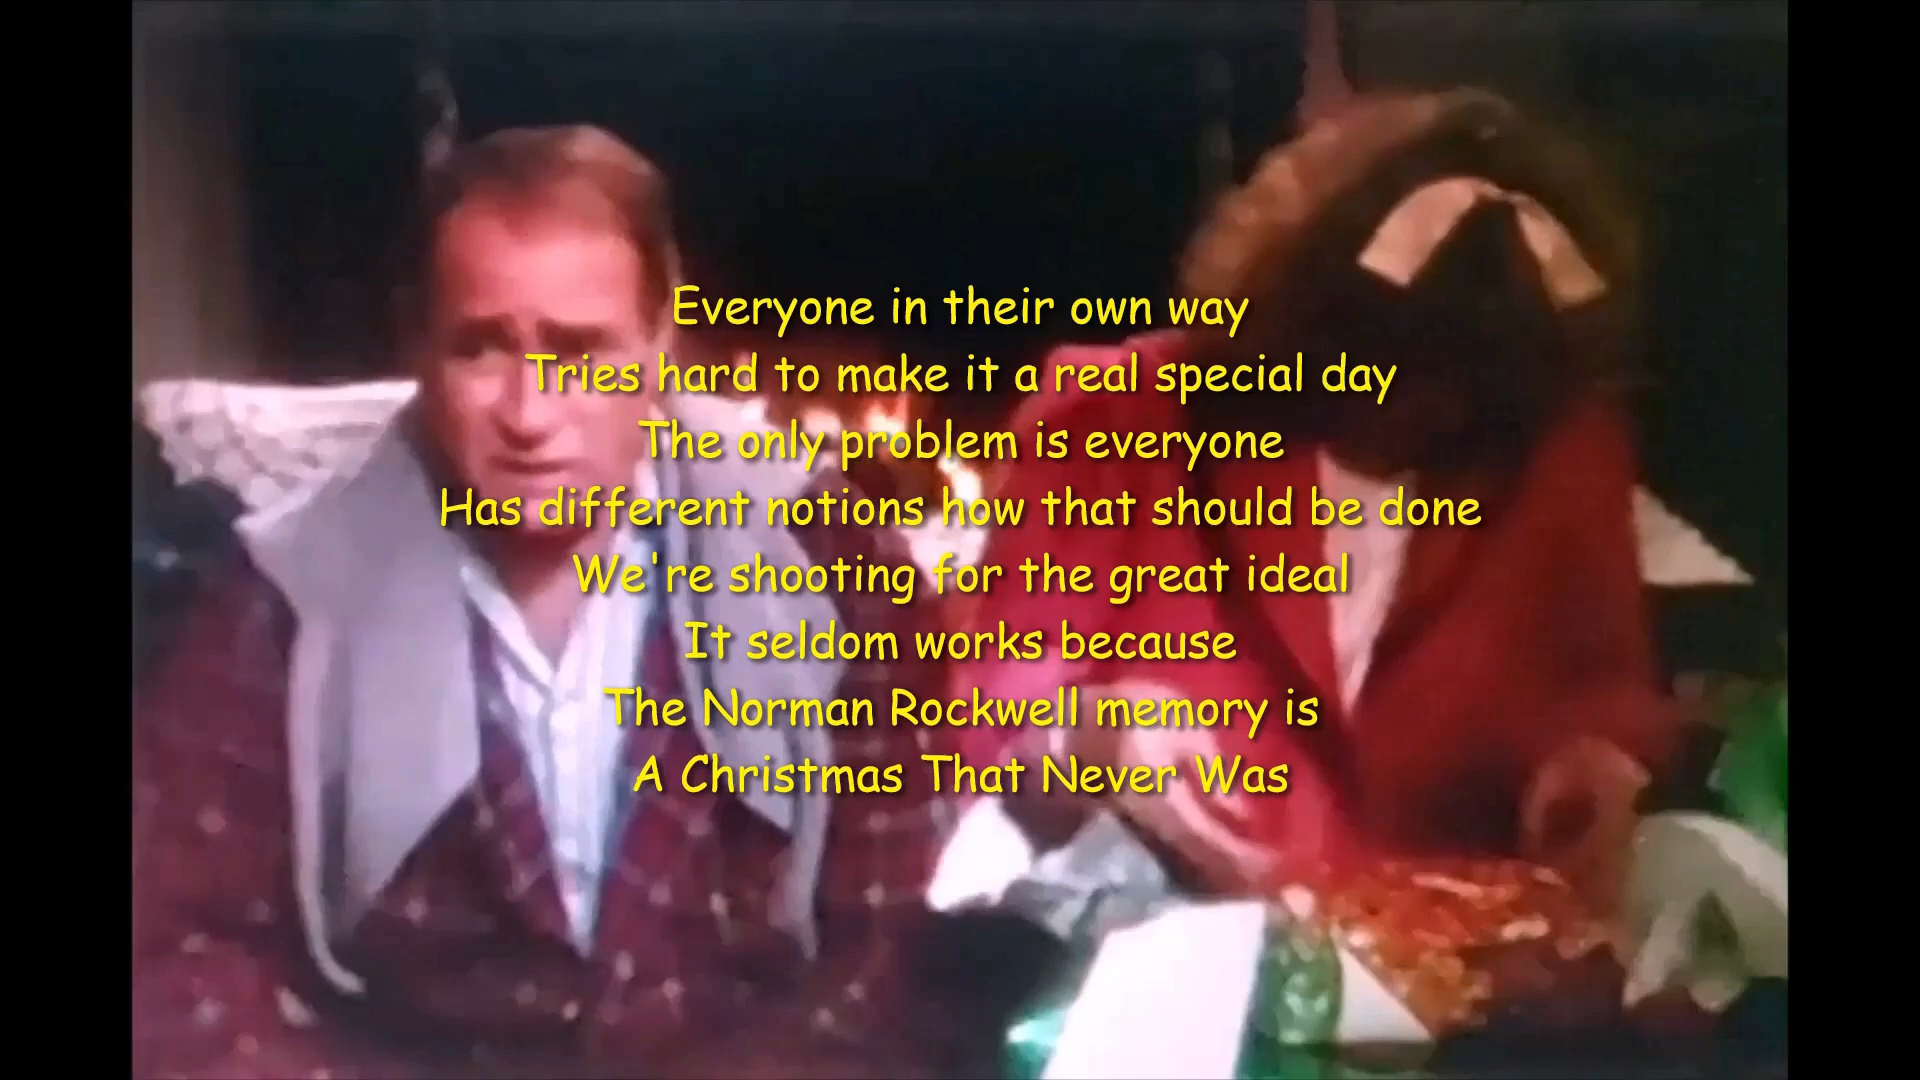 Everyone in their own way
Tries hard to make it a real special day
The only problem is everyone
Has different notions how that should be done
We're shooting for the great ideal
It seldom works because
The Norman Rockwell memory is
A Christmas That Never Was